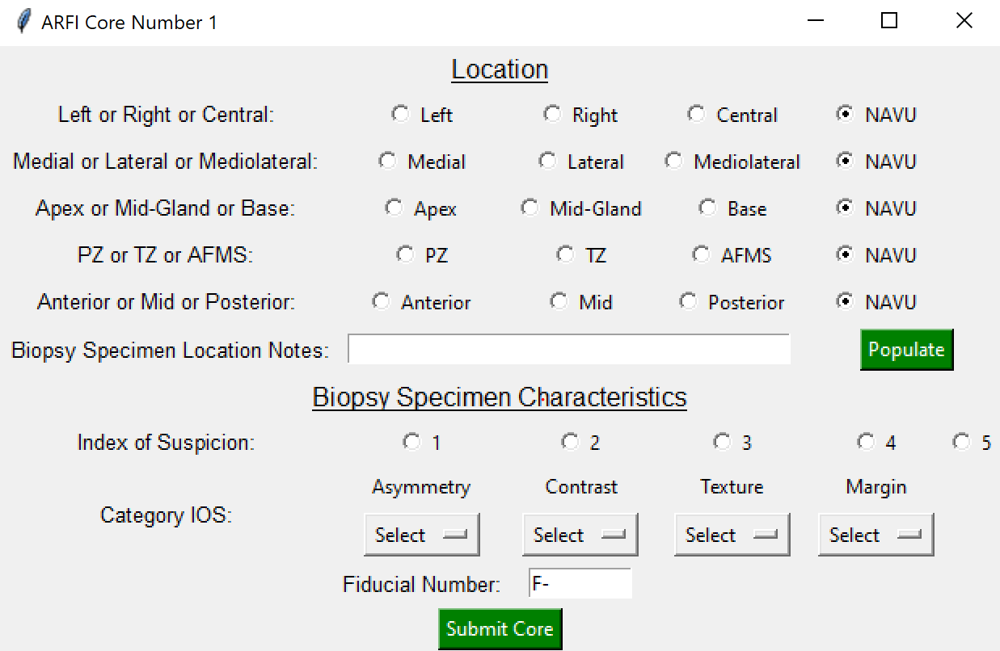 ARFI Core Number 1
Location
Left or Right or Central: Left Right Central NAVU
Medial or Lateral or Mediolateral: Medial Lateral Mediolateral NAVU
Apex or Mid-Gland or Base: Apex Mid-Gland Base NAVU
PZ or TZ or AFMS: PZ TZ AFMS NAVU
Anterior or Mid or Posterior: Anterior Mid Posterior NAVU
Biopsy Specimen Location Notes: Populate
Biopsy Specimen Characteristics
Index of Suspicion: 1 2 3 4 5
Asymmetry Contrast Texture Margin
Category IOS:
Select Select Select Select
Fiducial Number: F-
Submit Core